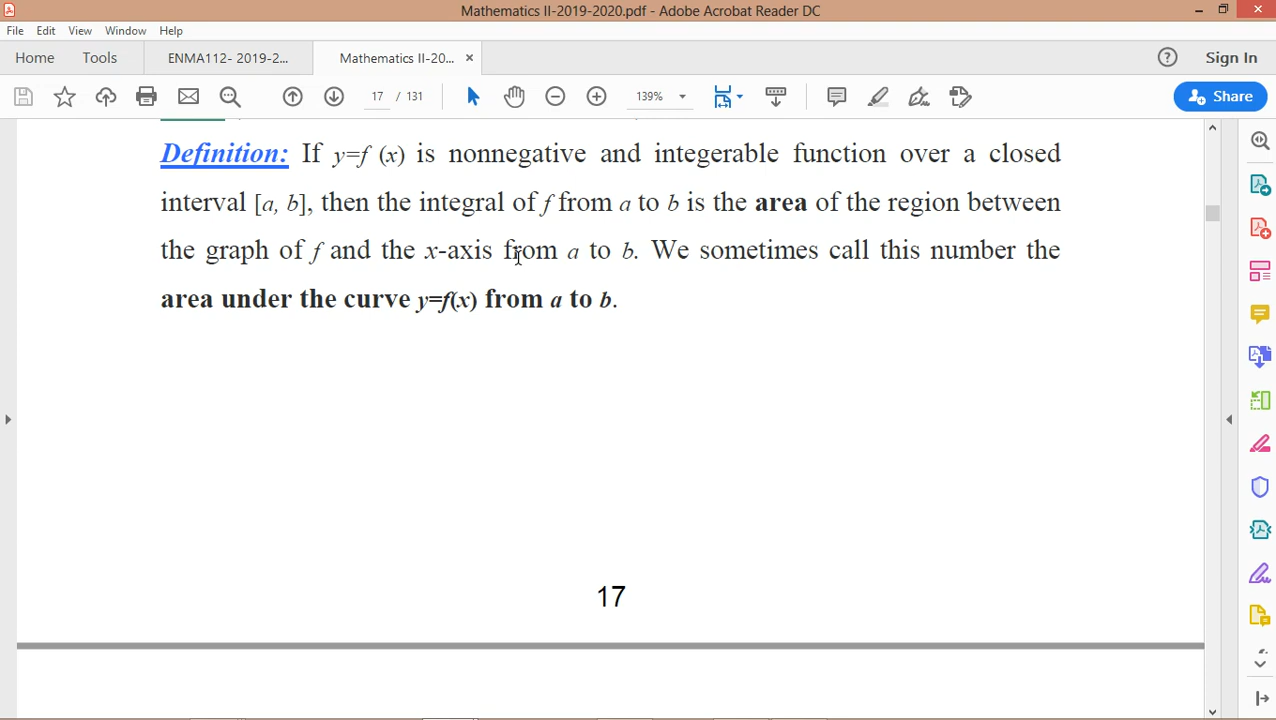 Mathematics II-2019-2020.pdf - Adobe Acrobat Reader DC
File Edit View Window Help
Home Tools ENMA112- 2019-2... Mathematics II-20... × Sign In
17 / 131 139% Share
Definition: If y=f (x) is nonnegative and integerable function over a closed
interval [a, b], then the integral of f from a to b is the area of the region between
the graph of f and the x-axis from a to b. We sometimes call this number the
area under the curve y=f(x) from a to b.
17